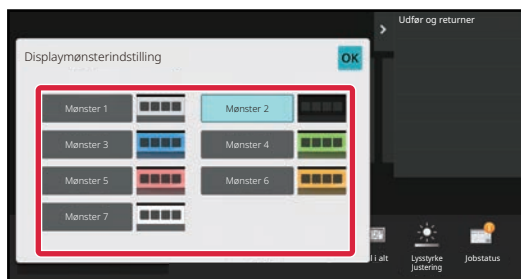 Udfør og returner
Displaymønsterindstilling
OK
Mønster 1
Mønster 2
Mønster 3
Mønster 4
Mønster 5
Mønster 6
Mønster 7
l i alt
Lysstyrke
Justering
Jobstatus